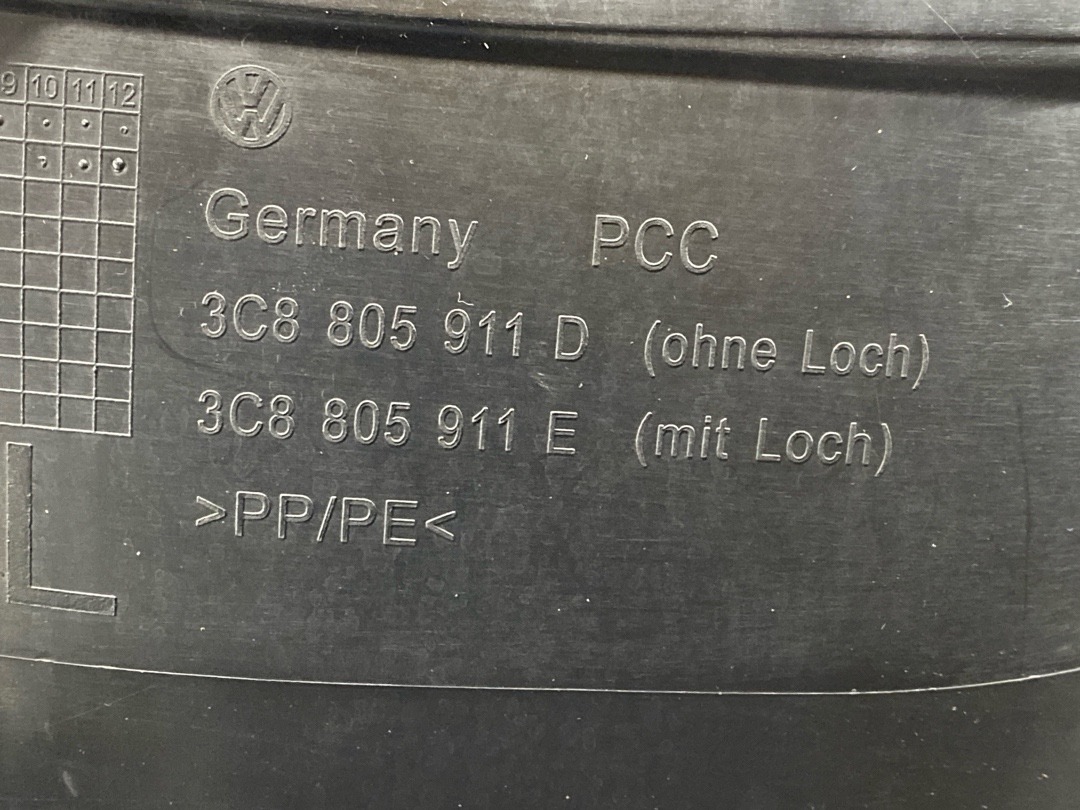 9 10 11 12
Germany PCC
3C8 805 911 D (ohne Loch)
3C8 805 911 E (mit Loch)
>PP/PE<
L